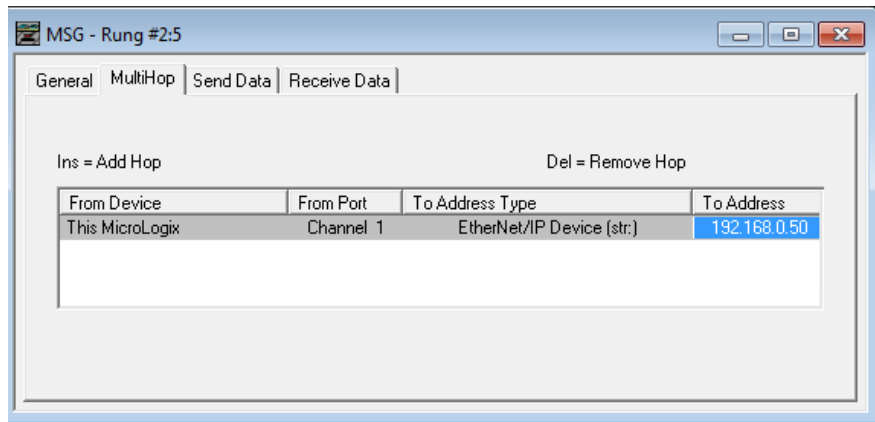 MSG - Rung #2:5
General MultiHop Send Data Receive Data
Ins = Add Hop Del = Remove Hop
From Device From Port To Address Type To Address
This MicroLogix Channel 1 EtherNet/IP Device (str:) 192.168.0.50